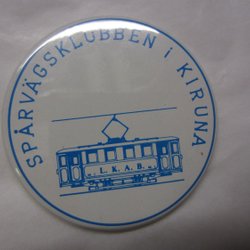 SPÅRVÄGSKLUBBEN i KIRUNA
L.K.A.B.